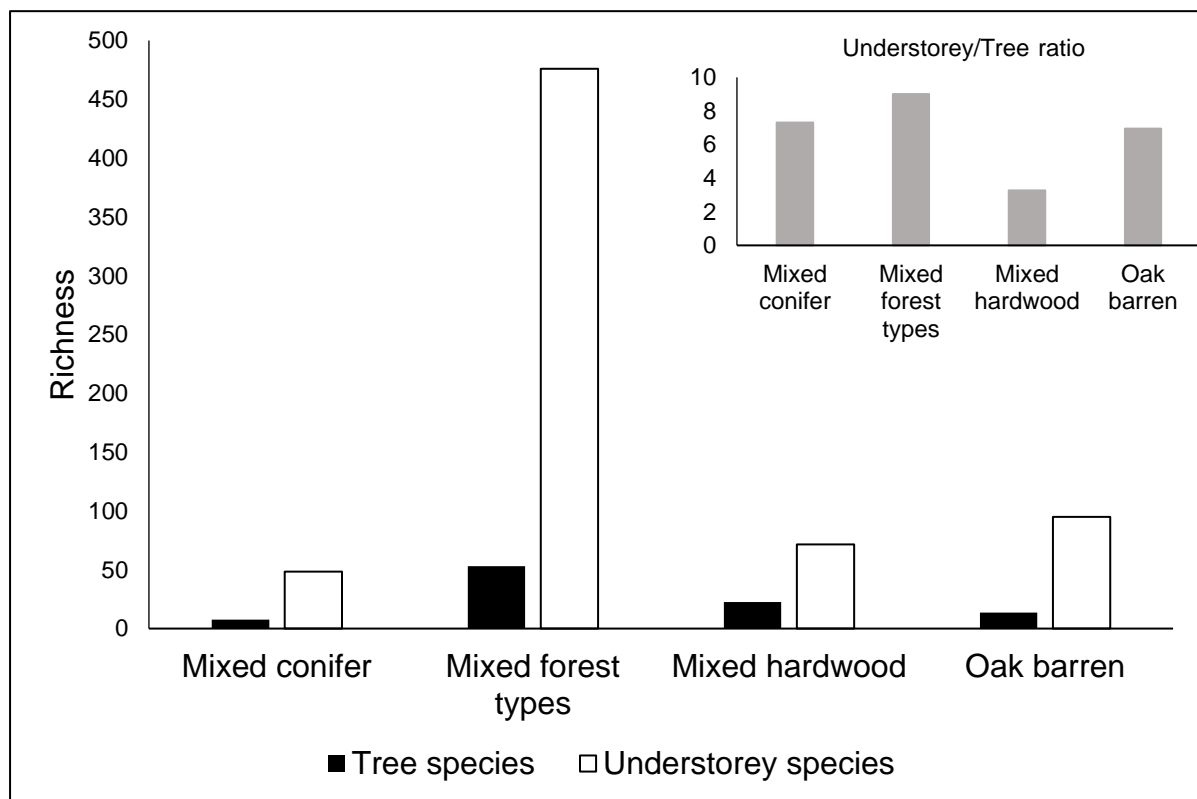 500
450
400
350
300
250
200
150
100
50
0
Richness
Mixed conifer
Mixed forest
types
Mixed hardwood
Oak barren
Tree species
Understorey species
Understorey/Tree ratio
10
8
6
4
2
0
Mixed
conifer
Mixed
forest
types
Mixed
hardwood
Oak
barren